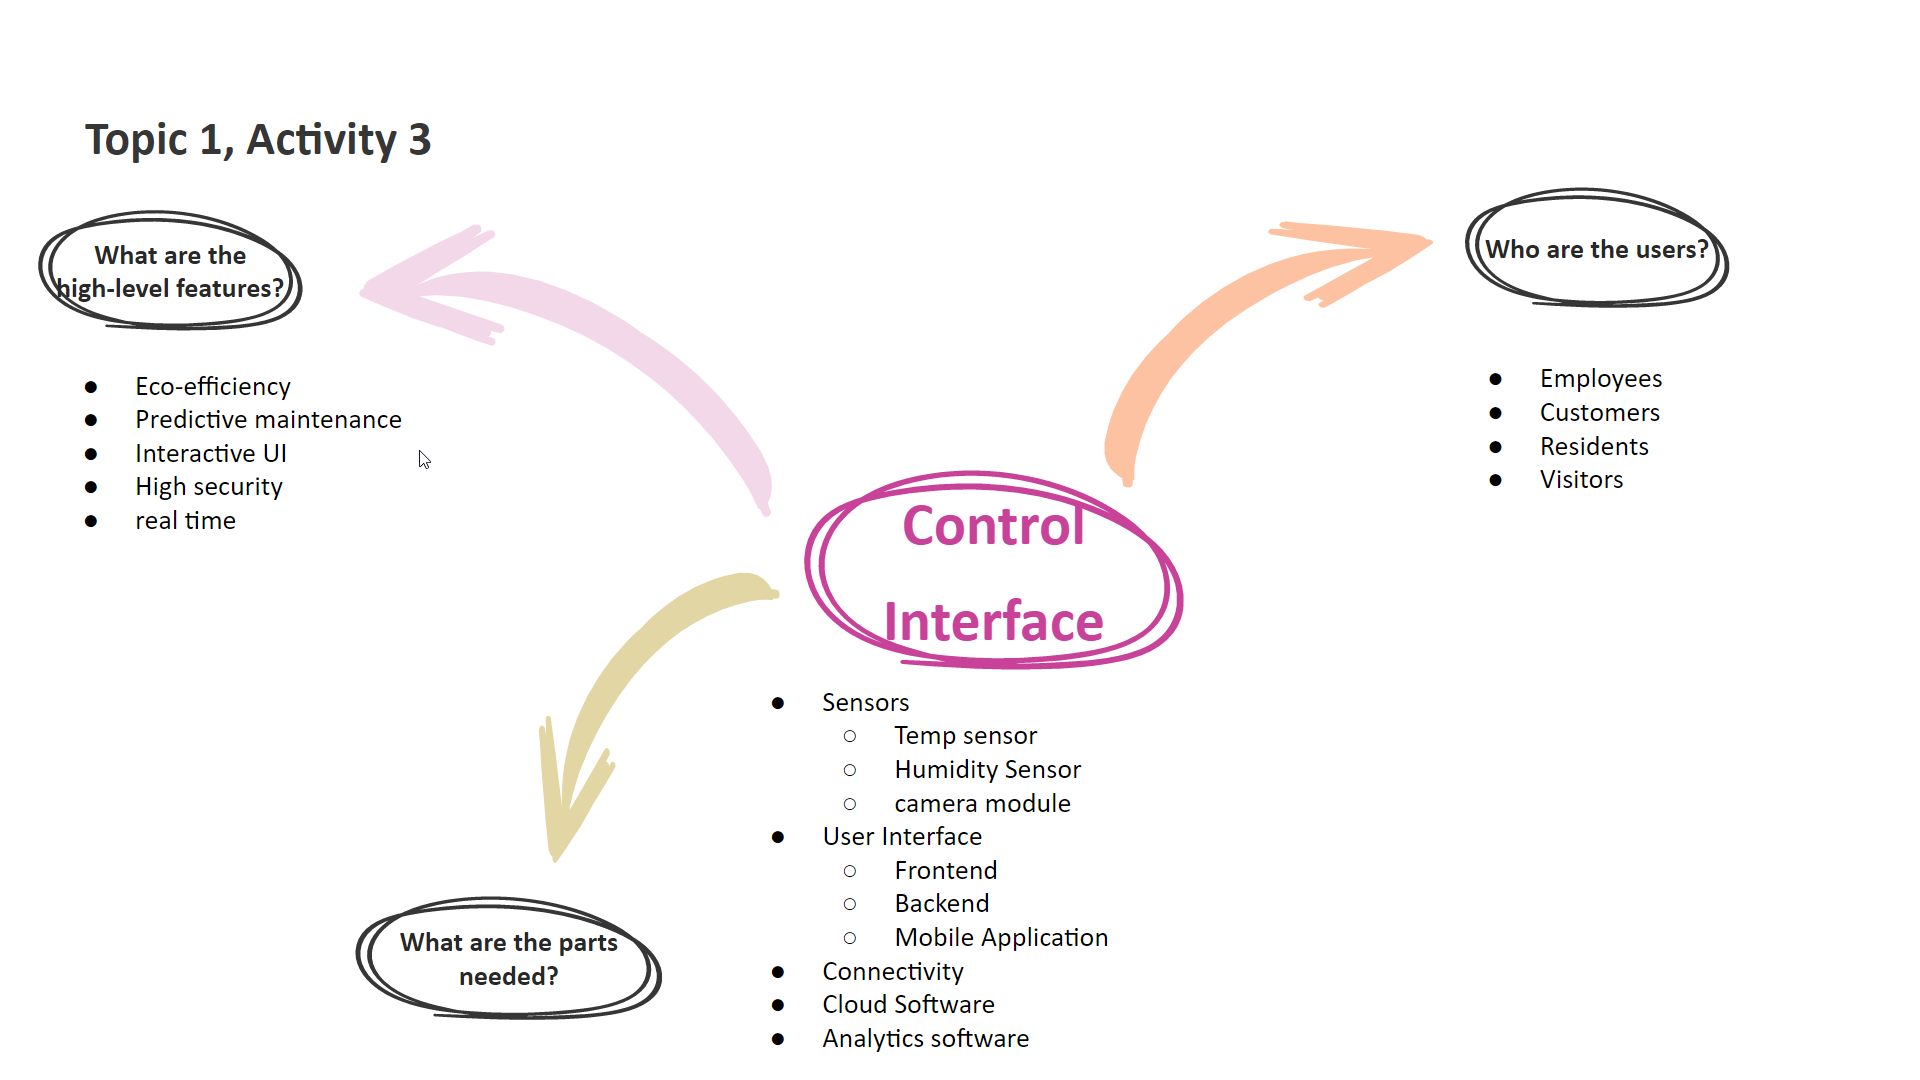 Topic 1, Activity 3
What are the
high-level features?
● Eco-efficiency
● Predictive maintenance
● Interactive UI
● High security
● real time
Who are the users?
● Employees
● Customers
● Residents
● Visitors
Control
Interface
● Sensors
○ Temp sensor
○ Humidity Sensor
○ camera module
● User Interface
○ Frontend
○ Backend
○ Mobile Application
● Connectivity
● Cloud Software
● Analytics software
What are the parts
needed?